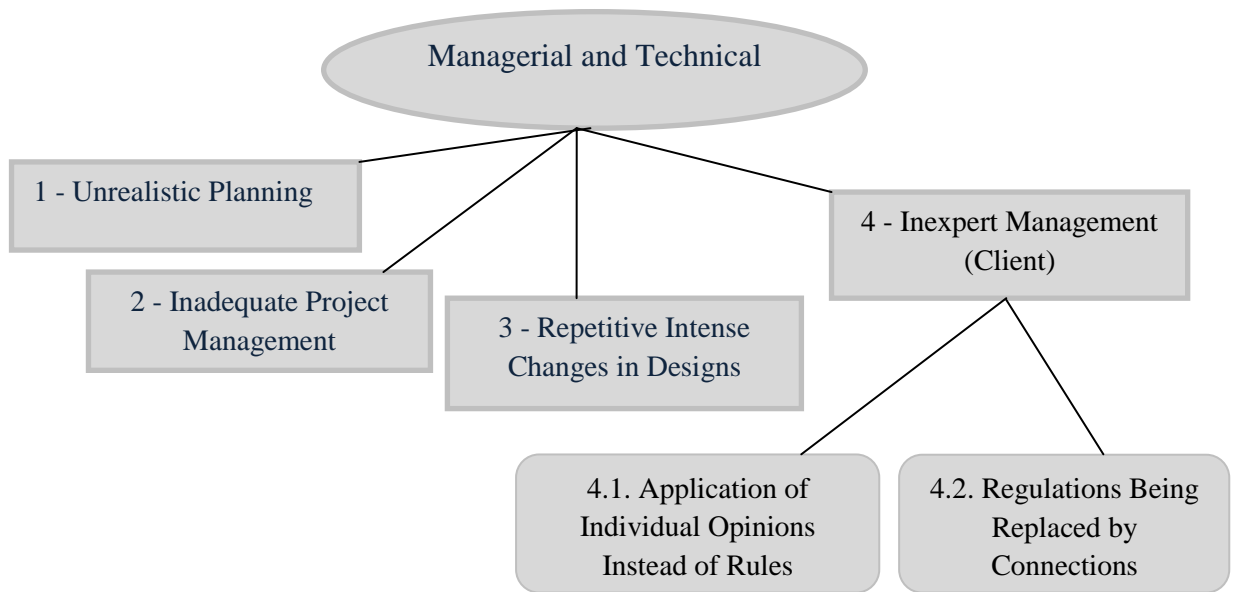 Managerial and Technical
1 - Unrealistic Planning
2 - Inadequate Project
Management
3 - Repetitive Intense
Changes in Designs
4 - Inexpert Management
(Client)
4.1. Application of
Individual Opinions
Instead of Rules
4.2. Regulations Being
Replaced by
Connections